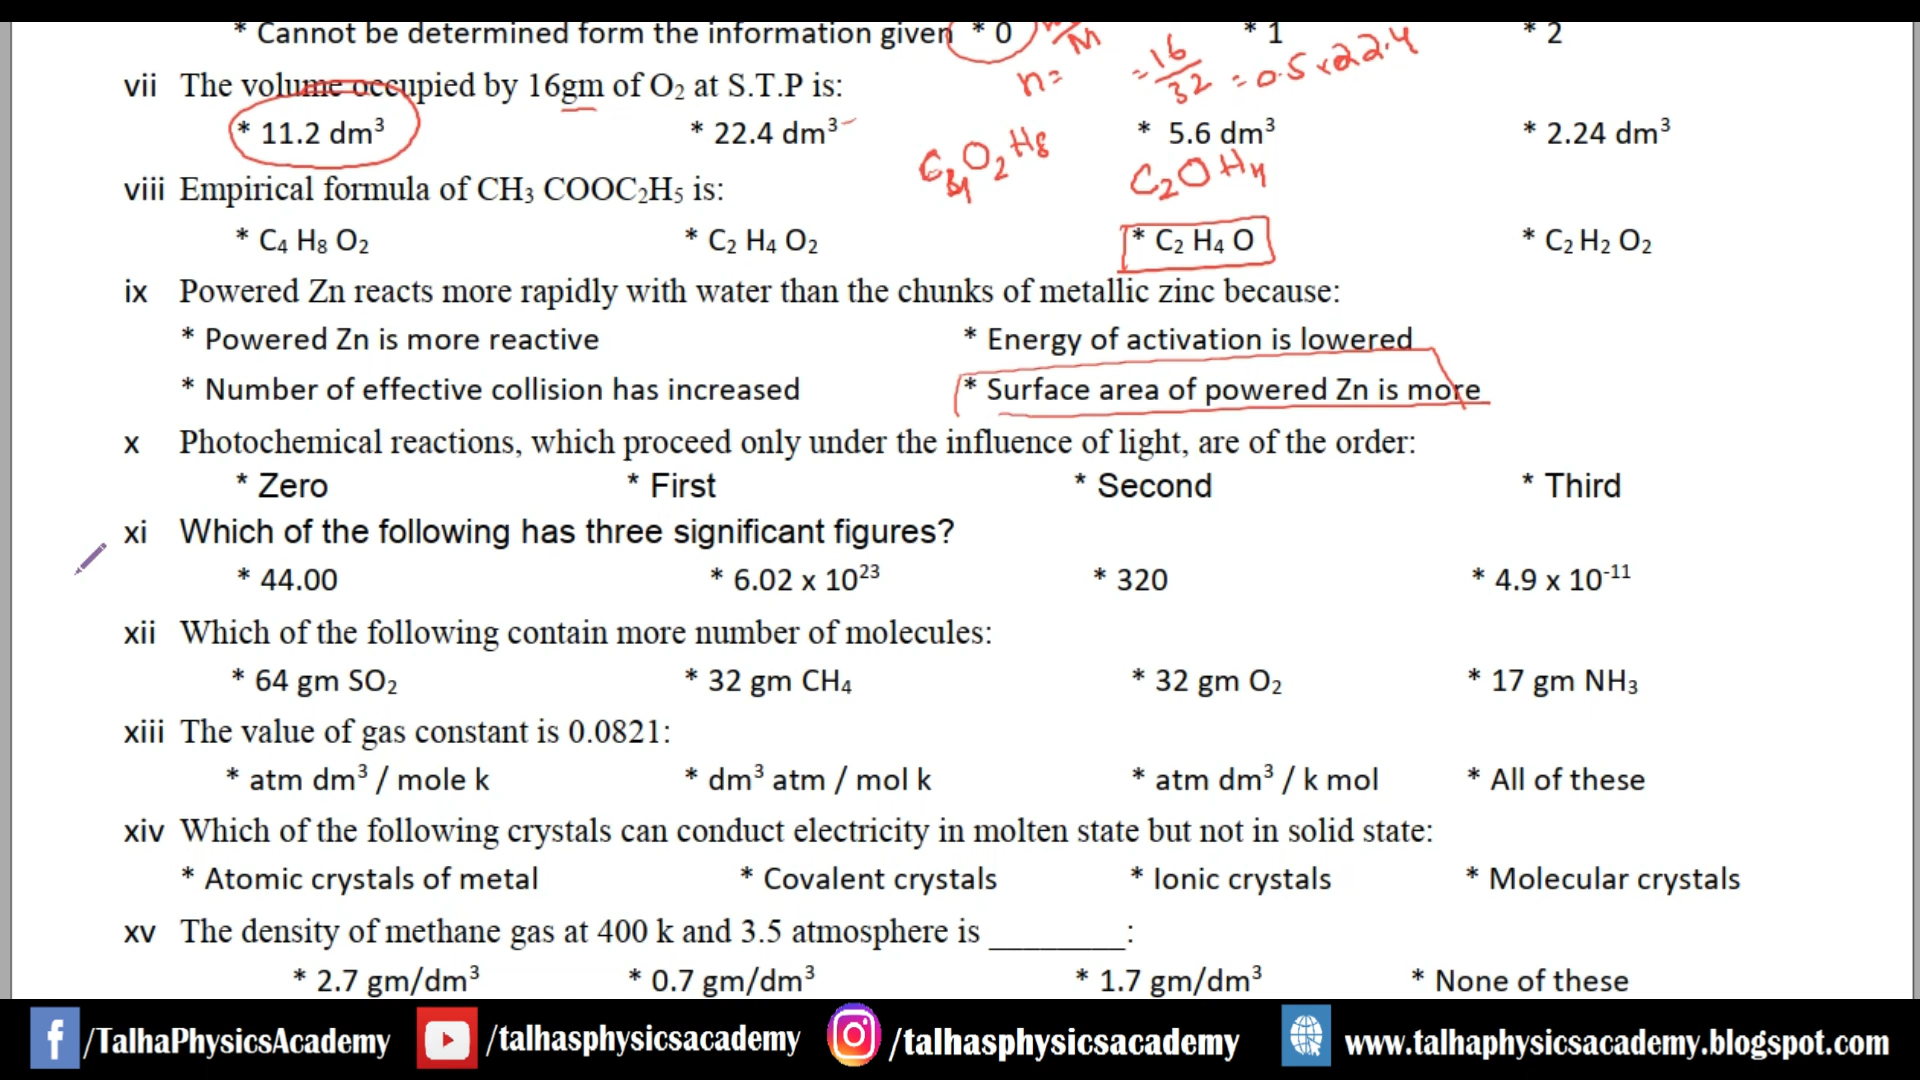 * Cannot be determined form the information given * 0 * 1 * 2
n= = 16/32 = 0.5 x 22.4
vii The volume occupied by 16gm of O₂ at S.T.P is:
* 11.2 dm³ * 22.4 dm³ * 5.6 dm³ * 2.24 dm³
O₂ H₈ C₂ O H₄
viii Empirical formula of CH₃ COOC₂H₅ is:
* C₄ H₈ O₂ * C₂ H₄ O₂ * C₂ H₄ O * C₂ H₂ O₂
ix Powered Zn reacts more rapidly with water than the chunks of metallic zinc because:
* Powered Zn is more reactive * Energy of activation is lowered
* Number of effective collision has increased * Surface area of powered Zn is more
x Photochemical reactions, which proceed only under the influence of light, are of the order:
* Zero * First * Second * Third
xi Which of the following has three significant figures?
* 44.00 * 6.02 x 10²³ * 320 * 4.9 x 10⁻¹¹
xii Which of the following contain more number of molecules:
* 64 gm SO₂ * 32 gm CH₄ * 32 gm O₂ * 17 gm NH₃
xiii The value of gas constant is 0.0821:
* atm dm³ / mole k * dm³ atm / mol k * atm dm³ / k mol * All of these
xiv Which of the following crystals can conduct electricity in molten state but not in solid state:
* Atomic crystals of metal * Covalent crystals * Ionic crystals * Molecular crystals
xv The density of methane gas at 400 k and 3.5 atmosphere is ________:
* 2.7 gm/dm³ * 0.7 gm/dm³ * 1.7 gm/dm³ * None of these
/TalhaPhysicsAcademy /talhasphysicsacademy /talhasphysicsacademy www.talhaphysicsacademy.blogspot.com